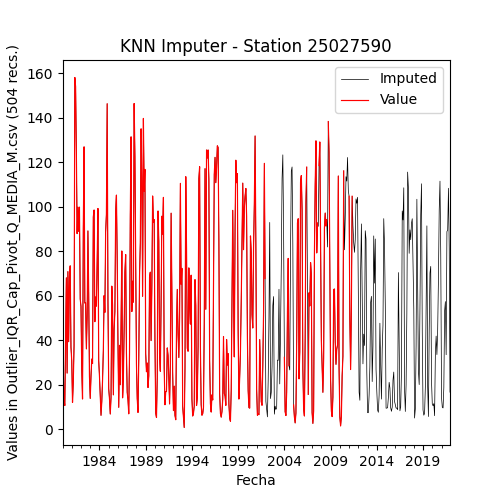 KNN Imputer - Station 25027590
Values in Outlier_IQR_Cap_Pivot_Q_MEDIA_M.csv (504 recs.)
160
140
120
100
80
60
40
20
0
Imputed
Value
1984 1989 1994 1999 2004 2009 2014 2019
Fecha